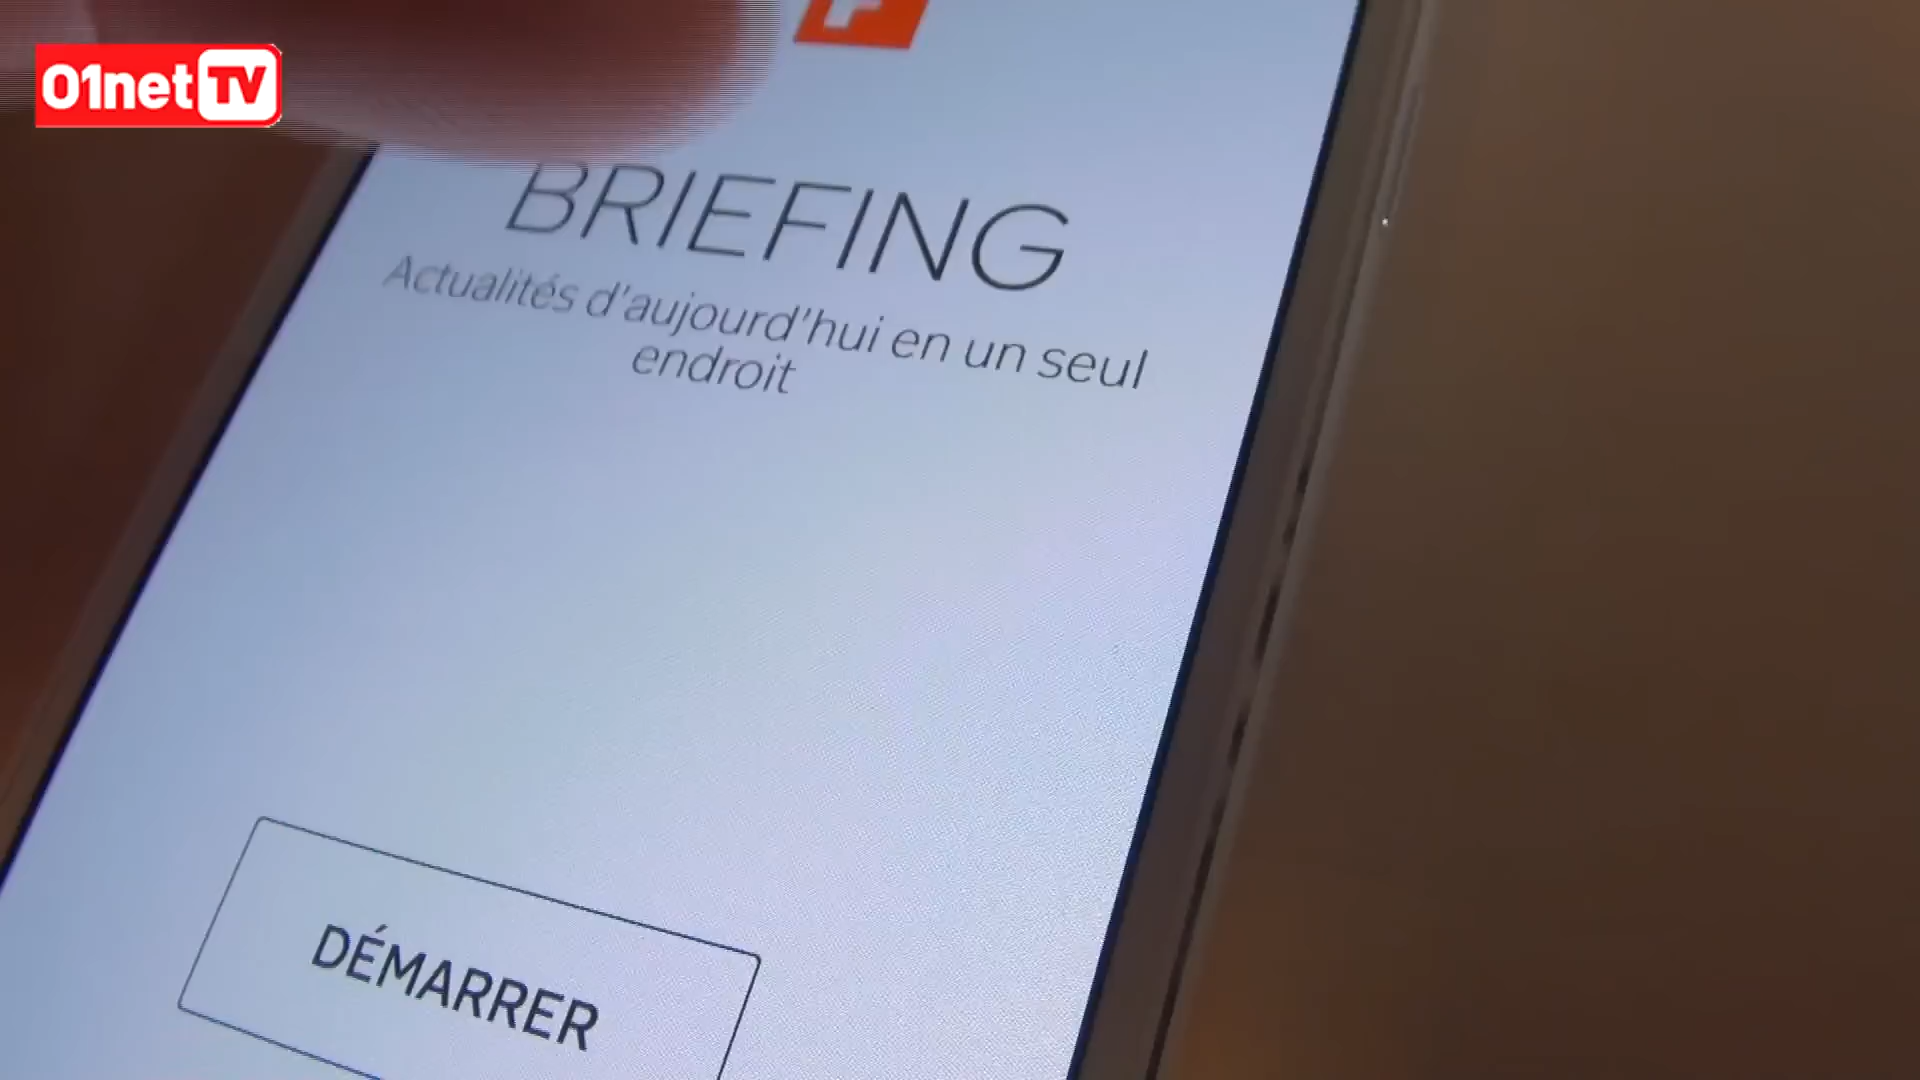 01netTV
BRIEFING
Actualités d'aujourd'hui en un seul
endroit
DÉMARRER